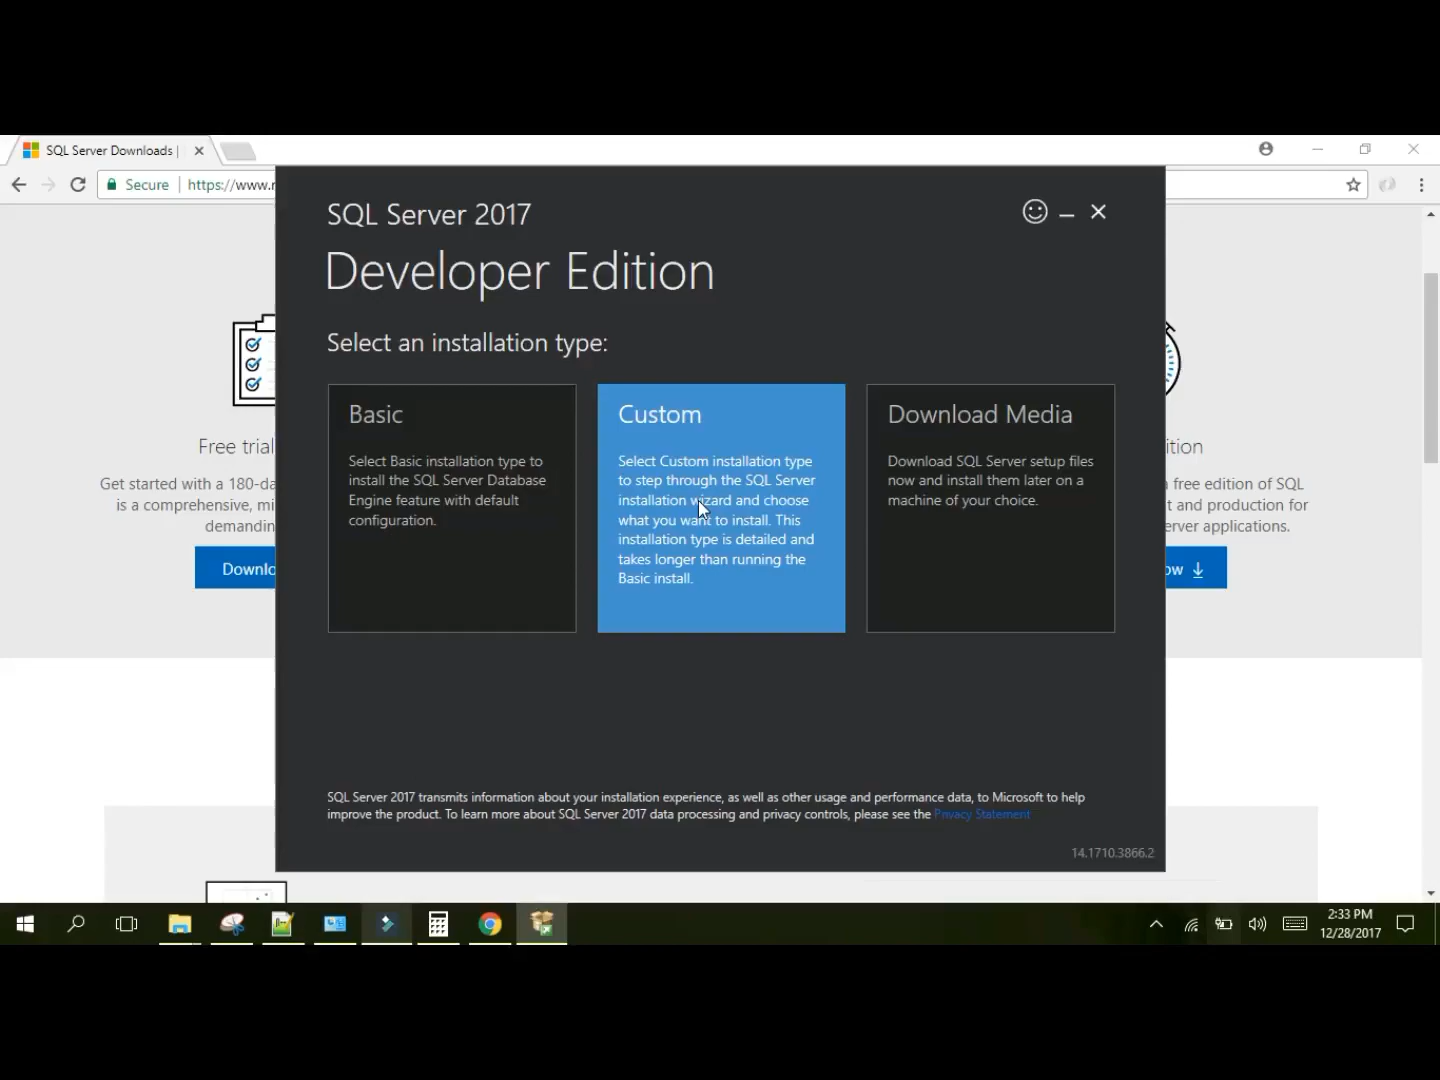 SQL Server Downloads |
Secure | https://www.r
SQL Server 2017
Developer Edition
Select an installation type:
Basic
Select Basic installation type to
install the SQL Server Database
Engine feature with default
configuration.
Custom
Select Custom installation type
to step through the SQL Server
installation wizard and choose
what you want to install. This
installation type is detailed and
takes longer than running the
Basic install.
Download Media
Download SQL Server setup files
now and install them later on a
machine of your choice.
Free trial
Get started with a 180-da
is a comprehensive, mi
demanding
Downlo
ition
free edition of SQL
t and production for
erver applications.
ow
SQL Server 2017 transmits information about your installation experience, as well as other usage and performance data, to Microsoft to help
improve the product. To learn more about SQL Server 2017 data processing and privacy controls, please see the Privacy Statement
14.1710.3866.2
2:33 PM
12/28/2017